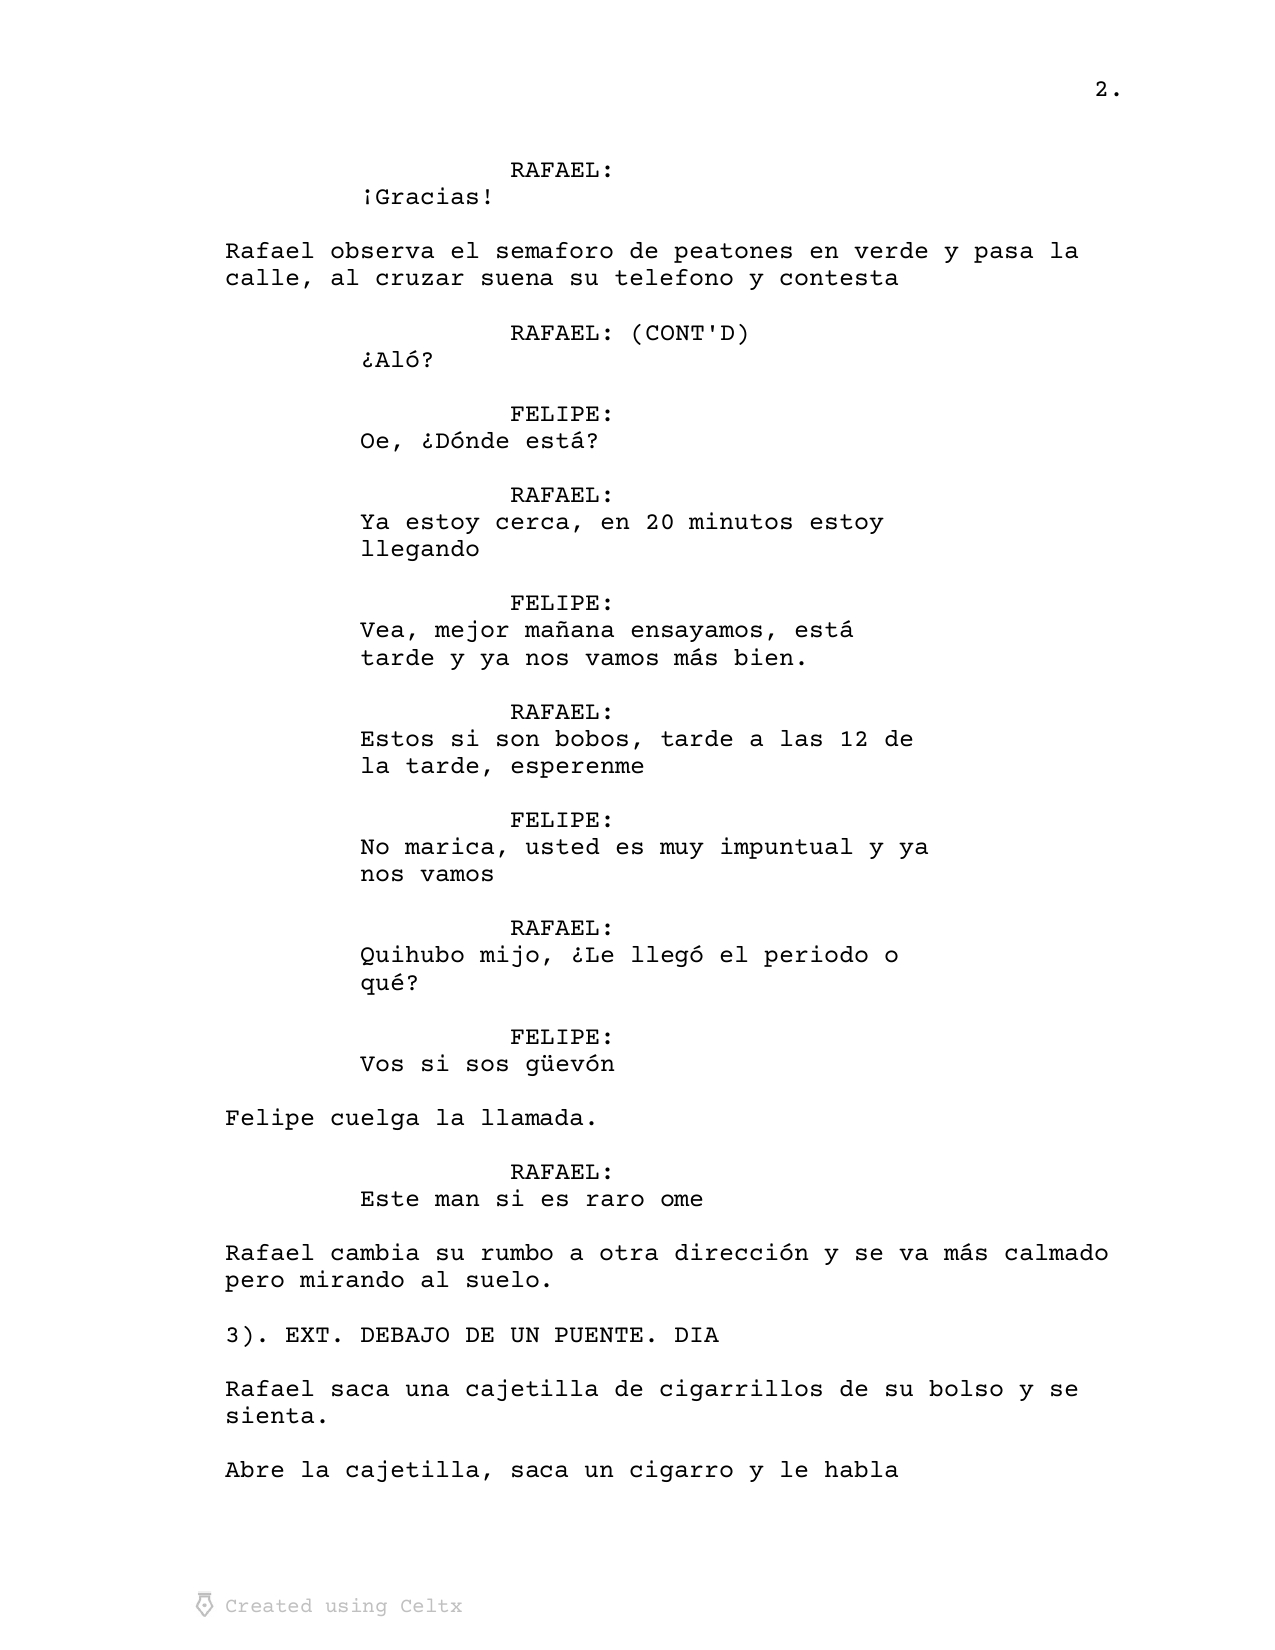 2.
RAFAEL:
¡Gracias!
Rafael observa el semaforo de peatones en verde y pasa la
calle, al cruzar suena su telefono y contesta
RAFAEL: (CONT'D)
¿Aló?
FELIPE:
Oe, ¿Dónde está?
RAFAEL:
Ya estoy cerca, en 20 minutos estoy
llegando
FELIPE:
Vea, mejor mañana ensayamos, está
tarde y ya nos vamos más bien.
RAFAEL:
Estos si son bobos, tarde a las 12 de
la tarde, esperenme
FELIPE:
No marica, usted es muy impuntual y ya
nos vamos
RAFAEL:
Quihubo mijo, ¿Le llegó el periodo o
qué?
FELIPE:
Vos si sos güevón
Felipe cuelga la llamada.
RAFAEL:
Este man si es raro ome
Rafael cambia su rumbo a otra dirección y se va más calmado
pero mirando al suelo.
3). EXT. DEBAJO DE UN PUENTE. DIA
Rafael saca una cajetilla de cigarrillos de su bolso y se
sienta.
Abre la cajetilla, saca un cigarro y le habla
Created using Celtx